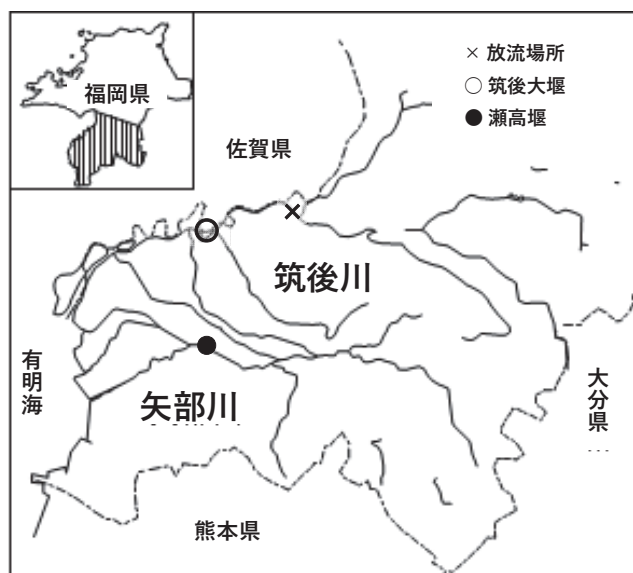 福岡県
× 放流場所
○ 筑後大堰
● 瀬高堰
佐賀県
筑後川
有明海
矢部川
大分県
熊本県